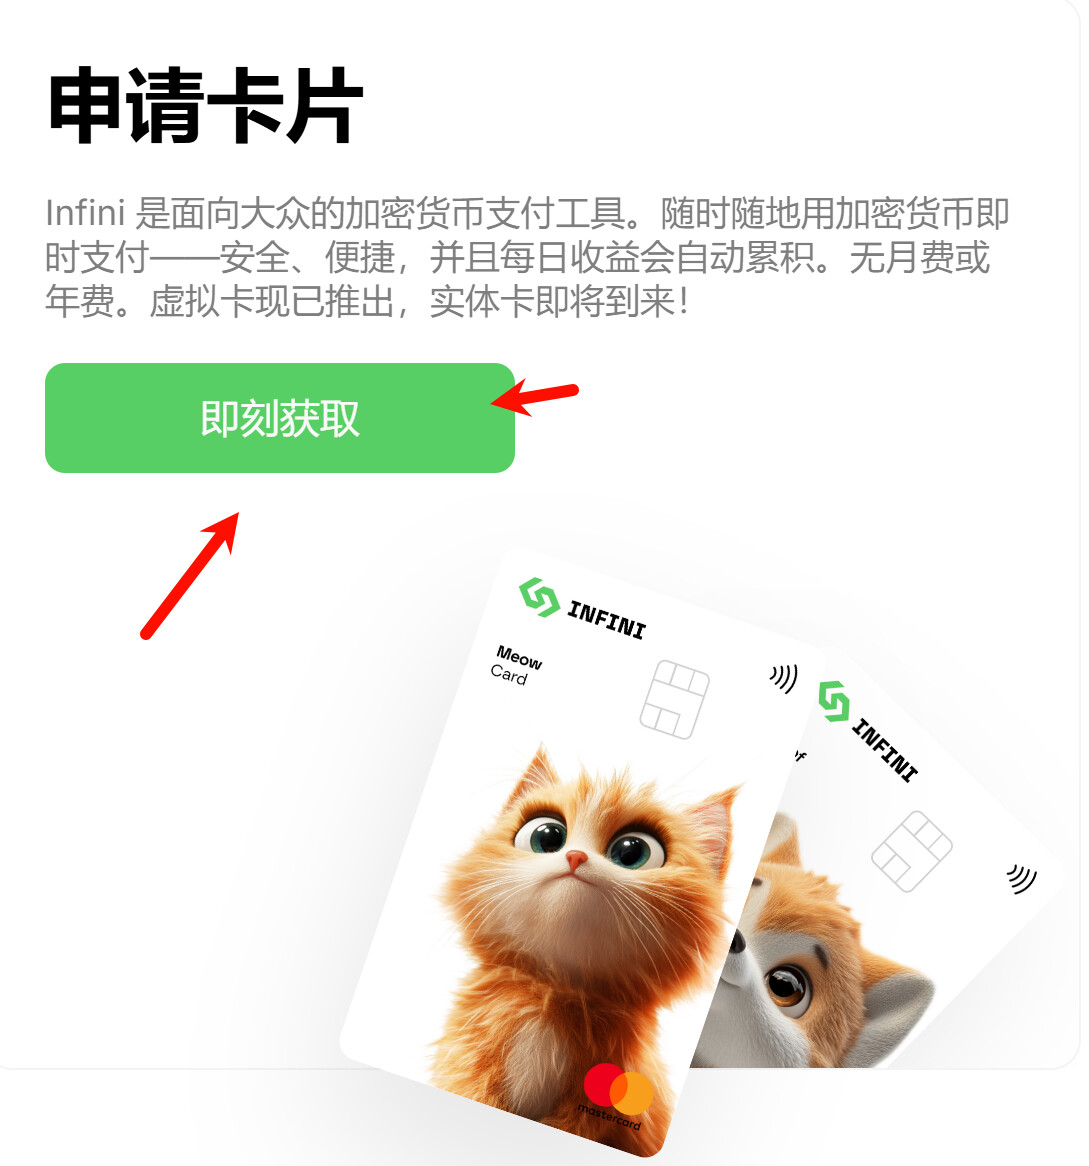 申请卡片
Infini 是面向大众的加密货币支付工具。随时随地用加密货币即
时支付——安全、便捷，并且每日收益会自动累积。无月费或
年费。虚拟卡现已推出，实体卡即将到来！
即刻获取
INFINI
Meow
Card
INFINI
mastercard